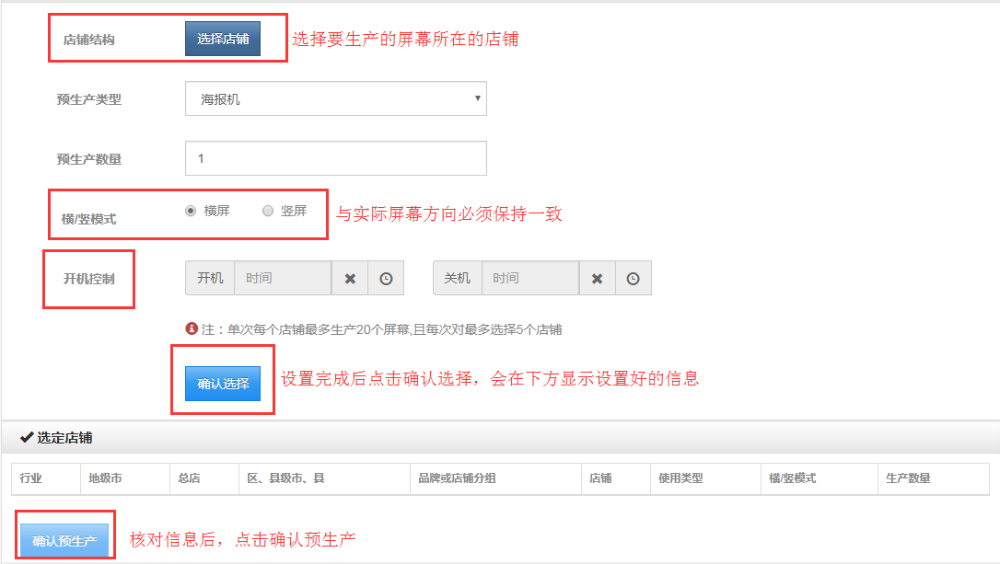 店铺结构 选择店铺 选择要生产的屏幕所在的店铺
预生产类型 海报机
预生产数量 1
横/竖模式 横屏 竖屏 与实际屏幕方向必须保持一致
开机控制 开机 时间 关机 时间
注：单次每个店铺最多生产20个屏幕,且每次对最多选择5个店铺
确认选择 设置完成后点击确认选择，会在下方显示设置好的信息
选定店铺
行业 地级市 总店 区、县级市、县 品牌或店铺分组 店铺 使用类型 横/竖模式 生产数量
确认预生产 核对信息后，点击确认预生产